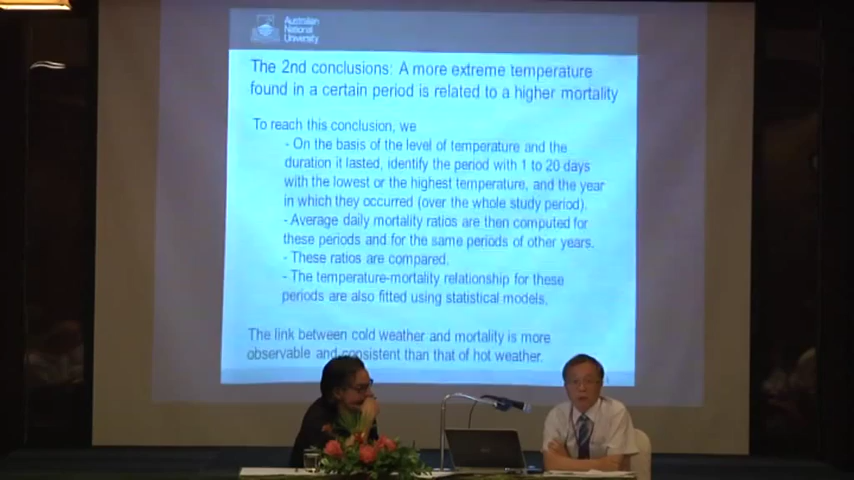 Australian
National
University
The 2nd conclusions: A more extreme temperature
found in a certain period is related to a higher mortality
To reach this conclusion, we
- On the basis of the level of temperature and the
duration it lasted, identify the period with 1 to 20 days
with the lowest or the highest temperature, and the year
in which they occurred (over the whole study period).
- Average daily mortality ratios are then computed for
these periods and for the same periods of other years.
- These ratios are compared.
- The temperature-mortality relationship for these
periods are also fitted using statistical models.
The link between cold weather and mortality is more
observable and consistent than that of hot weather.